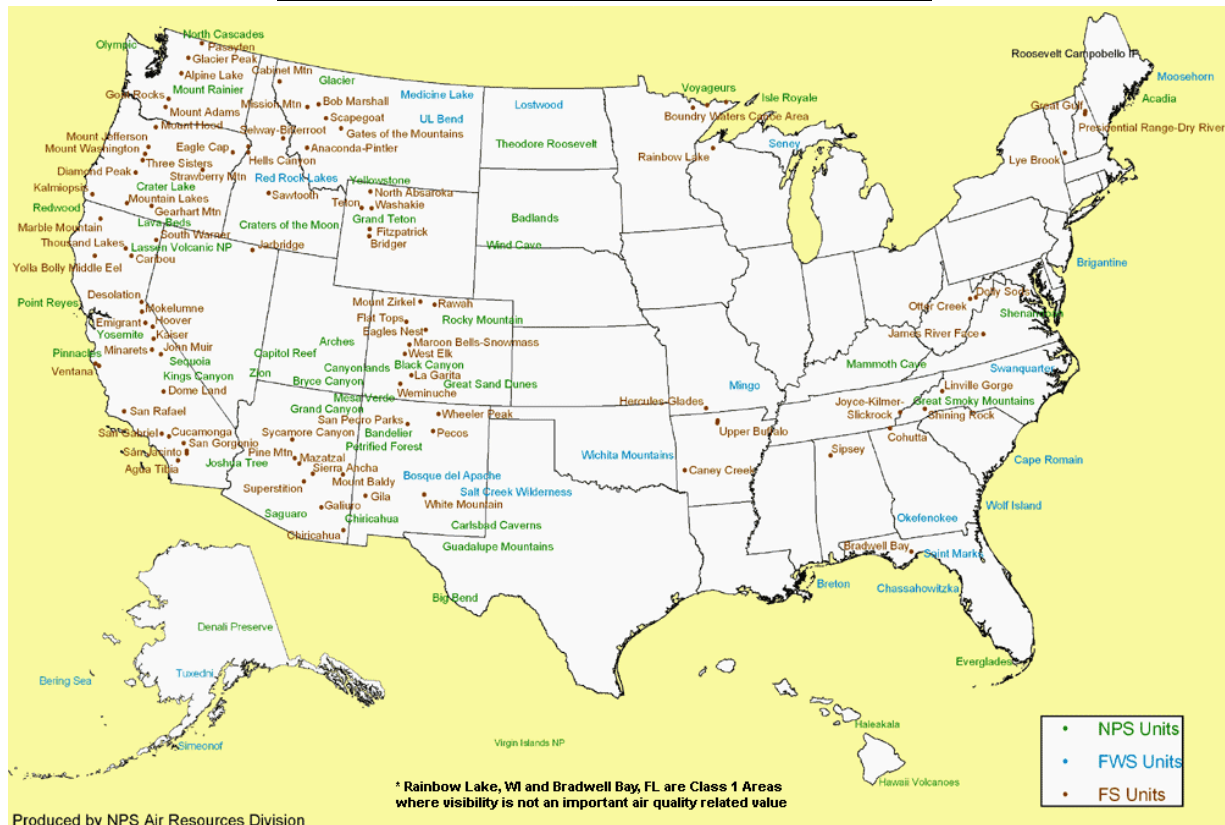 North Cascades
Pasayten
Olympic
Glacier Peak
Alpine Lake
Cabinet Mtn
Glacier
Mount Rainier
Goat Rocks
Mount Adams
Mission Mtn
Bob Marshall
Medicine Lake
Lostwood
Voyageurs
Isle Royale
Roosevelt Campobello IP
Moosehorn
Acadia
Great Gulf
Presidential Range-Dry River
Boundry Waters Canoe Area
Scapegoat
UL Bend
Mount Hood
Selway-Bitterroot
Gates of the Mountains
Mount Jefferson
Mount Washington
Eagle Cap
Anaconda-Pintler
Theodore Roosevelt
Rainbow Lake
Seney
Lye Brook
Three Sisters
Hells Canyon
Diamond Peak
Strawberry Mtn
Red Rock Lakes
Yellowstone
Kalmiopsis
Crater Lake
Mountain Lakes
Sawtooth
North Absaroka
Teton
Washakie
Redwood
Gearhart Mtn
Grand Teton
Badlands
Marble Mountain
Lava Beds
Craters of the Moon
Fitzpatrick
South Warner
Bridger
Thousand Lakes
Lassen Volcanic NP
Jarbridge
Wind Cave
Caribou
Yolla Bolly Middle Eel
Brigantine
Desolation
Mokelumne
Mount Zirkel
Rawah
Otter Creek
Dolly Sods
Point Reyes
Emigrant
Hoover
Flat Tops
Rocky Mountain
Shenandoah
Yosemite
Kaiser
Eagles Nest
James River Face
Pinnacles
Minarets
John Muir
Arches
Maroon Bells-Snowmass
Capitol Reef
West Elk
Ventana
Sequoia
Canyonlands
Black Canyon
Mammoth Cave
Swanquarter
Kings Canyon
Zion
Bryce Canyon
La Garita
Great Sand Dunes
Mingo
Dome Land
Weminuche
Linville Gorge
Mesa Verde
Hercules-Glades
Joyce-Kilmer-
Slickrock
Great Smoky Mountains
San Rafael
Grand Canyon
Wheeler Peak
Shining Rock
San Pedro Parks
Upper Buffalo
San Gabriel
Cucamonga
Sycamore Canyon
Bandelier
Pecos
Cohutta
San Gorgonio
Petrified Forest
San Jacinto
Pine Mtn
Mazatzal
Wichita Mountains
Sipsey
Cape Romain
Agua Tibia
Joshua Tree
Sierra Ancha
Bosque del Apache
Caney Creek
Superstition
Mount Baldy
Gila
Salt Creek Wilderness
White Mountain
Wolf Island
Saguaro
Galiuro
Chiricahua
Carlsbad Caverns
Okefenokee
Chiricahua
Guadalupe Mountains
Bradwell Bay
Saint Marks
Breton
Chassahowitzka
Big Bend
Denali Preserve
Everglades
Bering Sea
Tuxedni
Simeonof
Virgin Islands NP
Haleakala
Hawaii Volcanoes
NPS Units
FWS Units
FS Units
* Rainbow Lake, WI and Bradwell Bay, FL are Class 1 Areas
where visibility is not an important air quality related value
Produced by NPS Air Resources Division